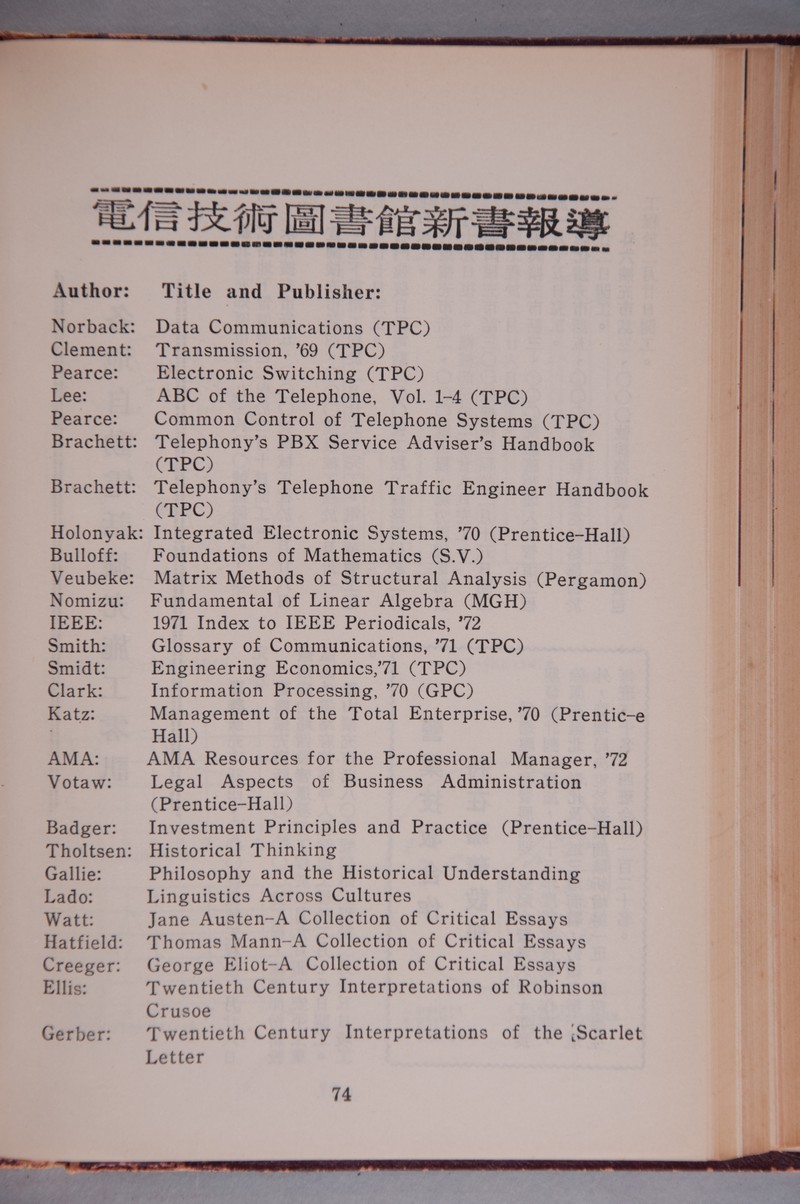 電信技術圖書館新書報導
Author: Title and Publisher:
Norback: Data Communications (TPC)
Clement: Transmission, ’69 (TPC)
Pearce: Electronic Switching (TPC)
Lee: ABC of the Telephone, Vol. 1-4 (TPC)
Pearce: Common Control of Telephone Systems (TPC)
Brachett: Telephony’s PBX Service Adviser’s Handbook
(TPC)
Brachett: Telephony’s Telephone Traffic Engineer Handbook
(TPC)
Holonyak: Integrated Electronic Systems, ’70 (Prentice-Hall)
Bulloff: Foundations of Mathematics (S.V.)
Veubeke: Matrix Methods of Structural Analysis (Pergamon)
Nomizu: Fundamental of Linear Algebra (MGH)
IEEE: 1971 Index to IEEE Periodicals, ’72
Smith: Glossary of Communications, ’71 (TPC)
Smidt: Engineering Economics,’71 (TPC)
Clark: Information Processing, ’70 (GPC)
Katz: Management of the Total Enterprise, ’70 (Prentic-e
Hall)
AMA: AMA Resources for the Professional Manager, ’72
Votaw: Legal Aspects of Business Administration
(Prentice-Hall)
Badger: Investment Principles and Practice (Prentice-Hall)
Tholtsen: Historical Thinking
Gallie: Philosophy and the Historical Understanding
Lado: Linguistics Across Cultures
Watt: Jane Austen-A Collection of Critical Essays
Hatfield: Thomas Mann-A Collection of Critical Essays
Creeger: George Eliot-A Collection of Critical Essays
Ellis: Twentieth Century Interpretations of Robinson
Crusoe
Gerber: Twentieth Century Interpretations of the Scarlet
Letter
74